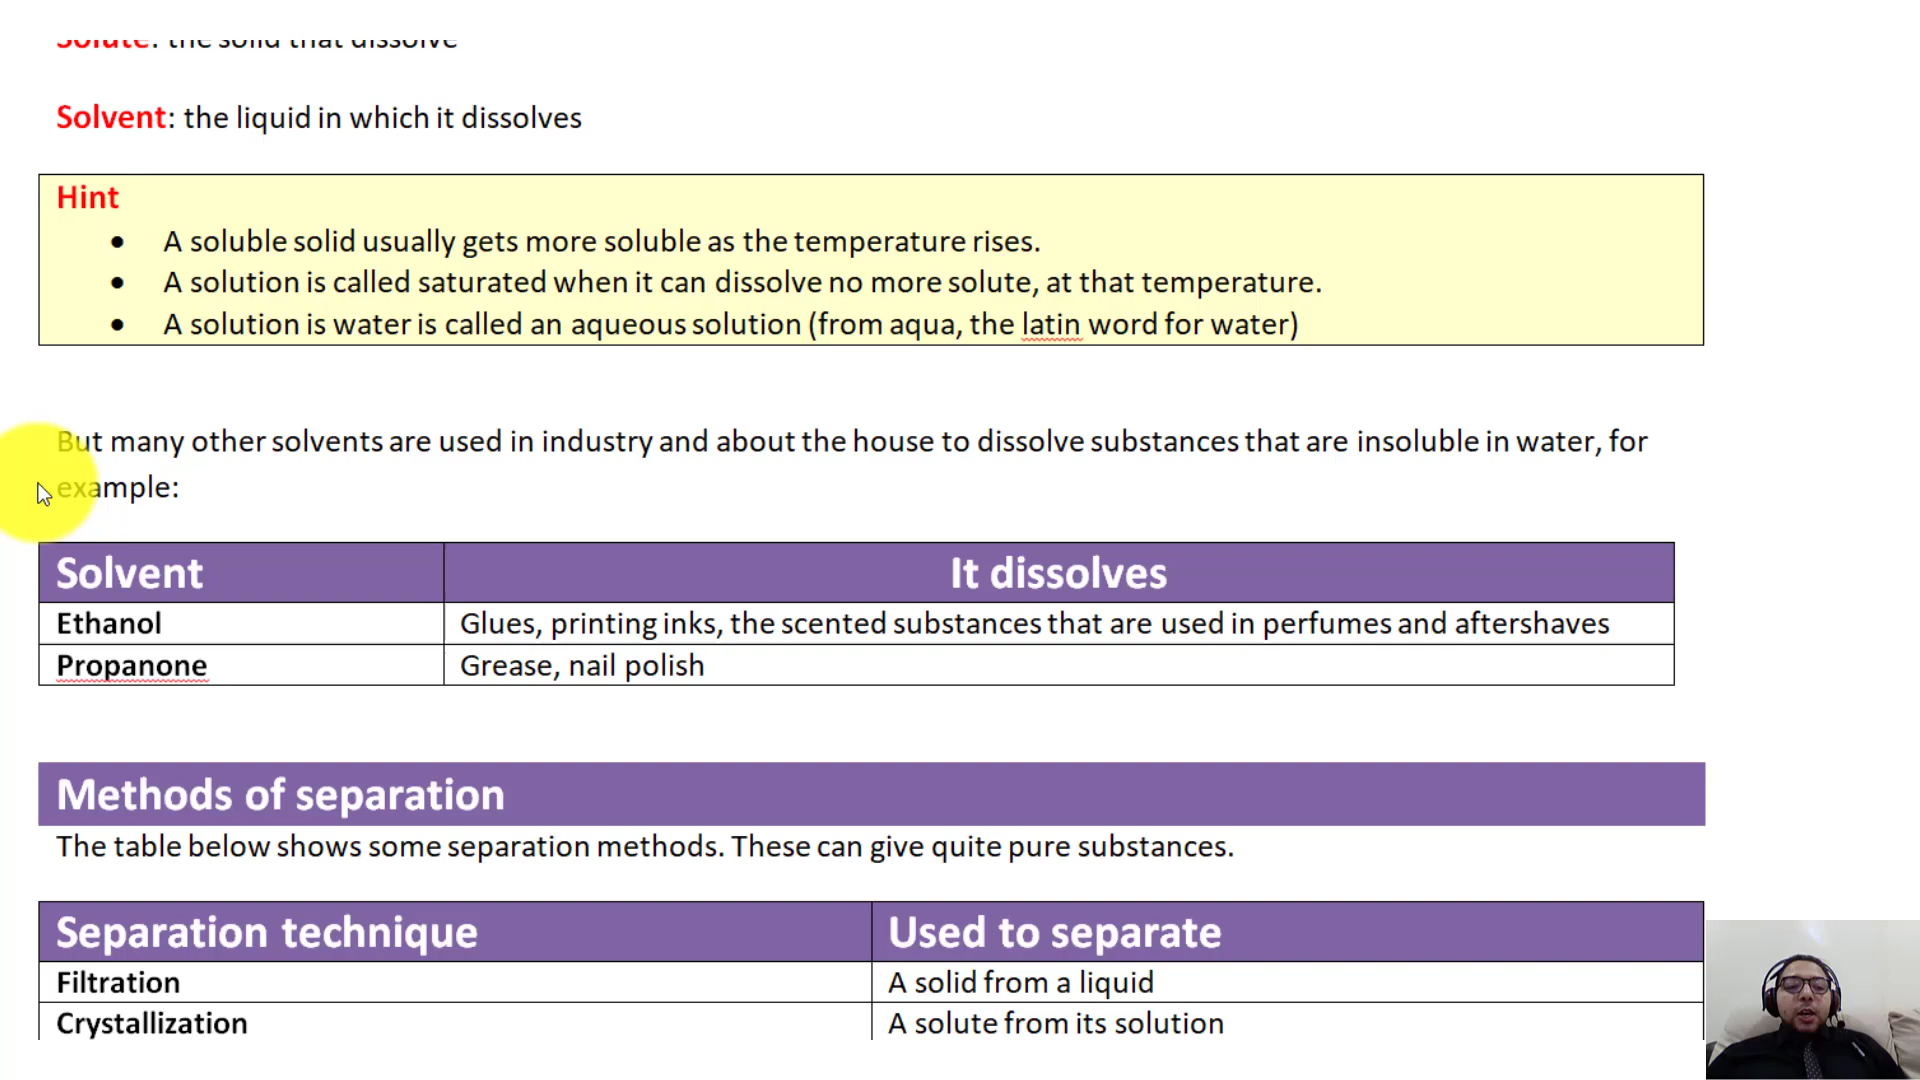 Solute: the solid that dissolve
Solvent: the liquid in which it dissolves
Hint
• A soluble solid usually gets more soluble as the temperature rises.
• A solution is called saturated when it can dissolve no more solute, at that temperature.
• A solution is water is called an aqueous solution (from aqua, the latin word for water)
But many other solvents are used in industry and about the house to dissolve substances that are insoluble in water, for
example:
Solvent It dissolves
Ethanol Glues, printing inks, the scented substances that are used in perfumes and aftershaves
Propanone Grease, nail polish
Methods of separation
The table below shows some separation methods. These can give quite pure substances.
Separation technique Used to separate
Filtration A solid from a liquid
Crystallization A solute from its solution